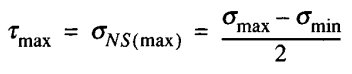 τmax = σNS(max) = (σmax − σmin) / 2